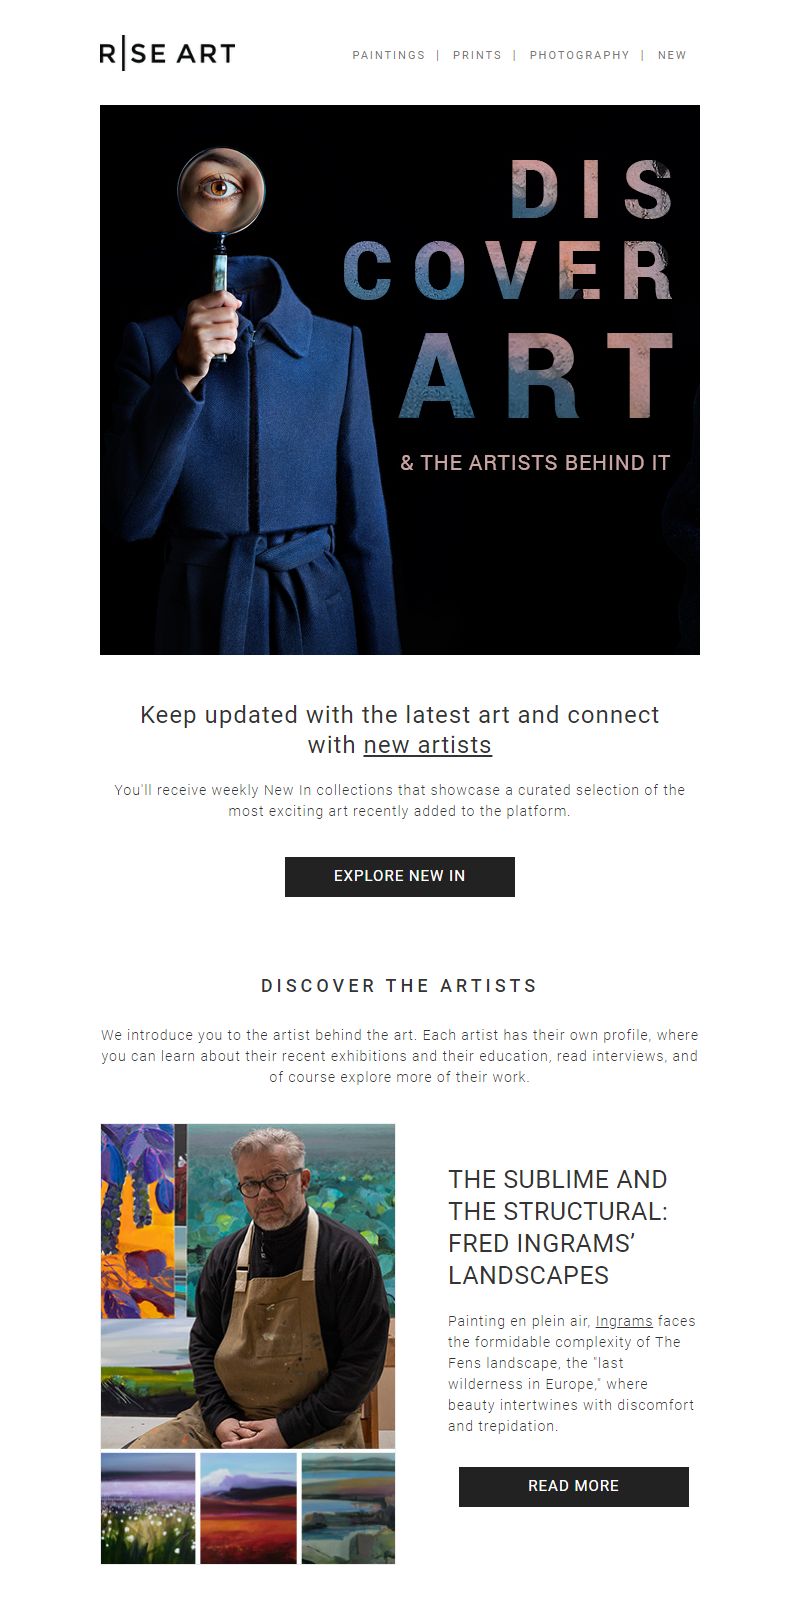 R|SE ART
PAINTINGS | PRINTS | PHOTOGRAPHY | NEW
DIS
COVER
ART
& THE ARTISTS BEHIND IT
Keep updated with the latest art and connect
with new artists
You'll receive weekly New In collections that showcase a curated selection of the
most exciting art recently added to the platform.
EXPLORE NEW IN
DISCOVER THE ARTISTS
We introduce you to the artist behind the art. Each artist has their own profile, where
you can learn about their recent exhibitions and their education, read interviews, and
of course explore more of their work.
THE SUBLIME AND
THE STRUCTURAL:
FRED INGRAMS’
LANDSCAPES
Painting en plein air, Ingrams faces
the formidable complexity of The
Fens landscape, the "last
wilderness in Europe," where
beauty intertwines with discomfort
and trepidation.
READ MORE